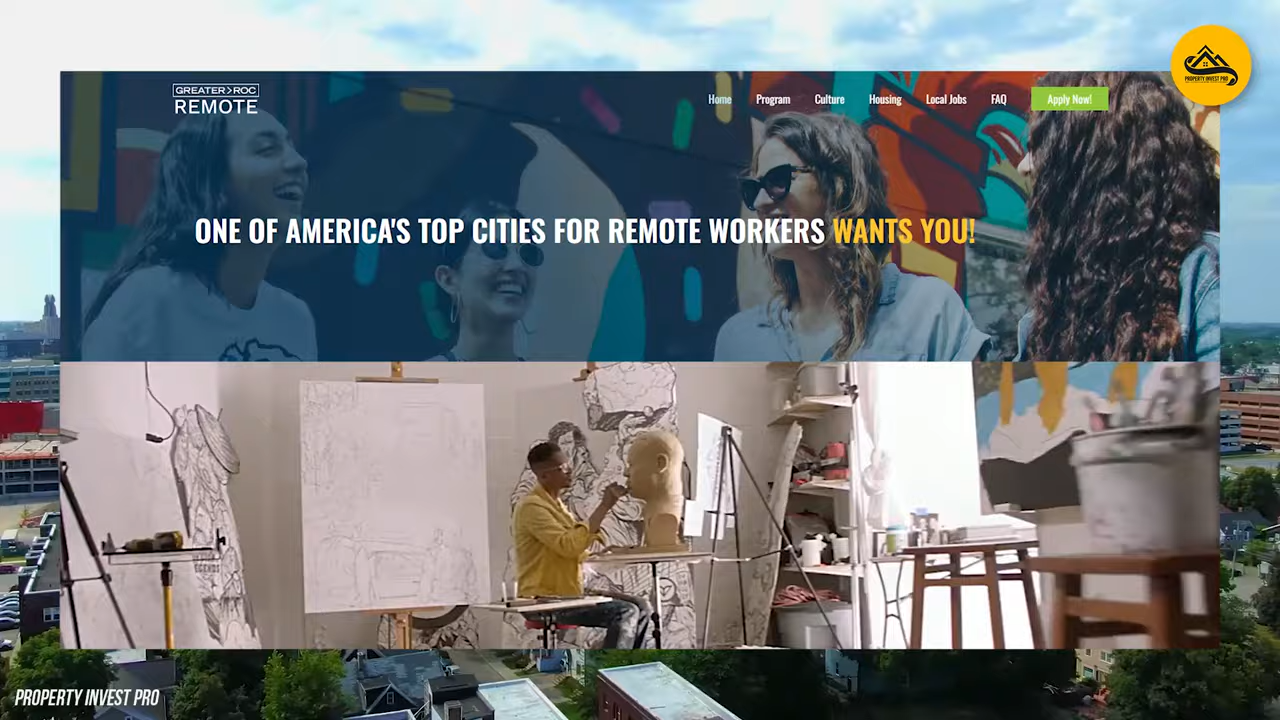 GREATER>ROC
REMOTE
Home Program Culture Housing Local Jobs FAQ Apply Now!
PROPERTY INVEST PRO
ONE OF AMERICA'S TOP CITIES FOR REMOTE WORKERS WANTS YOU!
PROPERTY INVEST PRO